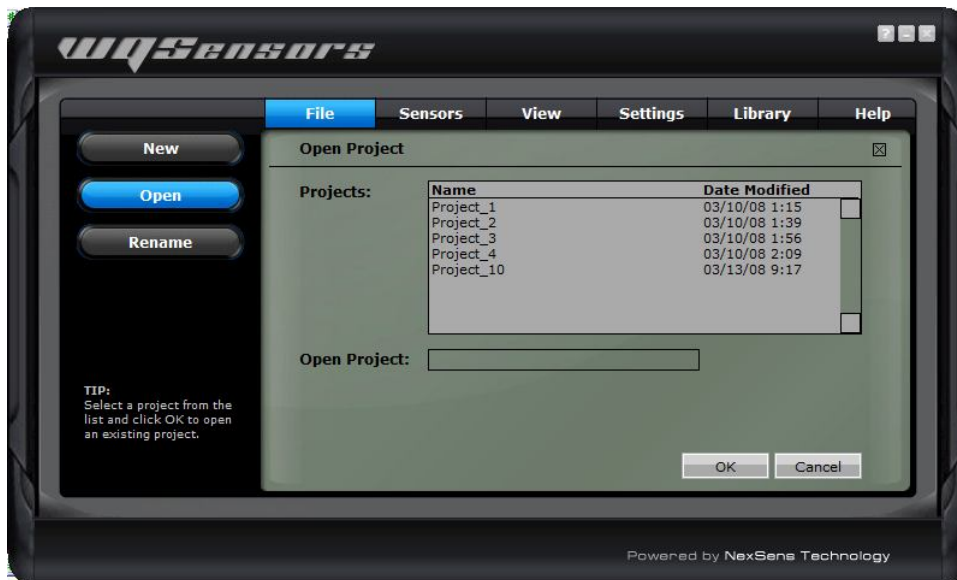 WQSensors
File Sensors View Settings Library Help
New
Open
Rename
Open Project
Projects:
Name Date Modified
Project_1 03/10/08 1:15
Project_2 03/10/08 1:39
Project_3 03/10/08 1:56
Project_4 03/10/08 2:09
Project_10 03/13/08 9:17
Open Project:
TIP:
Select a project from the
list and click OK to open
an existing project.
OK Cancel
Powered by NexSens Technology